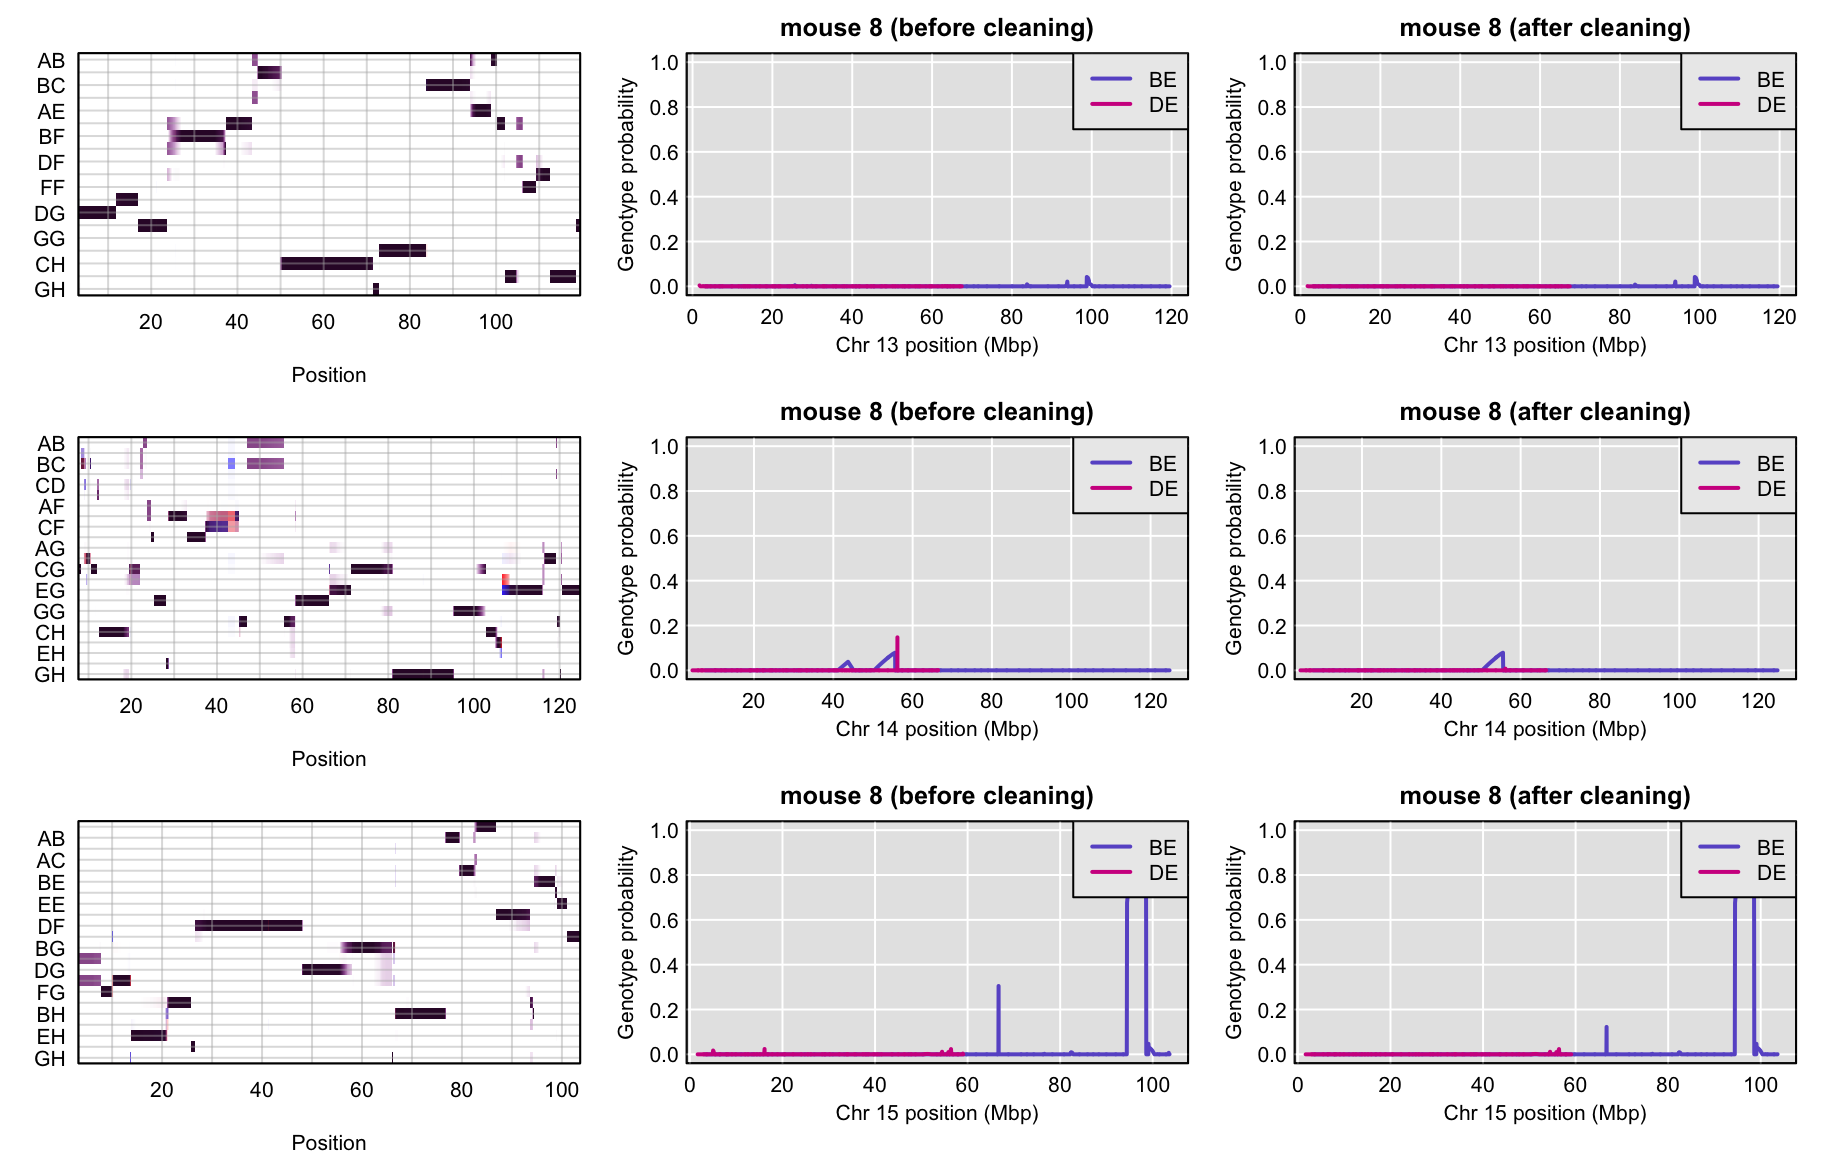 mouse 8 (before cleaning)
mouse 8 (after cleaning)
AB
BC
AE
BF
DF
FF
DG
GG
CH
GH
20 40 60 80 100
Position
Genotype probability
1.0
0.8
0.6
0.4
0.2
0.0
BE
DE
0 20 40 60 80 100 120
Chr 13 position (Mbp)
Genotype probability
1.0
0.8
0.6
0.4
0.2
0.0
BE
DE
0 20 40 60 80 100 120
Chr 13 position (Mbp)
mouse 8 (before cleaning)
mouse 8 (after cleaning)
AB
BC
CD
AF
CF
AG
CG
EG
GG
CH
EH
GH
20 40 60 80 100 120
Position
Genotype probability
1.0
0.8
0.6
0.4
0.2
0.0
BE
DE
20 40 60 80 100 120
Chr 14 position (Mbp)
Genotype probability
1.0
0.8
0.6
0.4
0.2
0.0
BE
DE
20 40 60 80 100 120
Chr 14 position (Mbp)
mouse 8 (before cleaning)
mouse 8 (after cleaning)
AB
AC
BE
EE
DF
BG
DG
FG
BH
EH
GH
20 40 60 80 100
Position
Genotype probability
1.0
0.8
0.6
0.4
0.2
0.0
BE
DE
0 20 40 60 80 100
Chr 15 position (Mbp)
Genotype probability
1.0
0.8
0.6
0.4
0.2
0.0
BE
DE
0 20 40 60 80 100
Chr 15 position (Mbp)